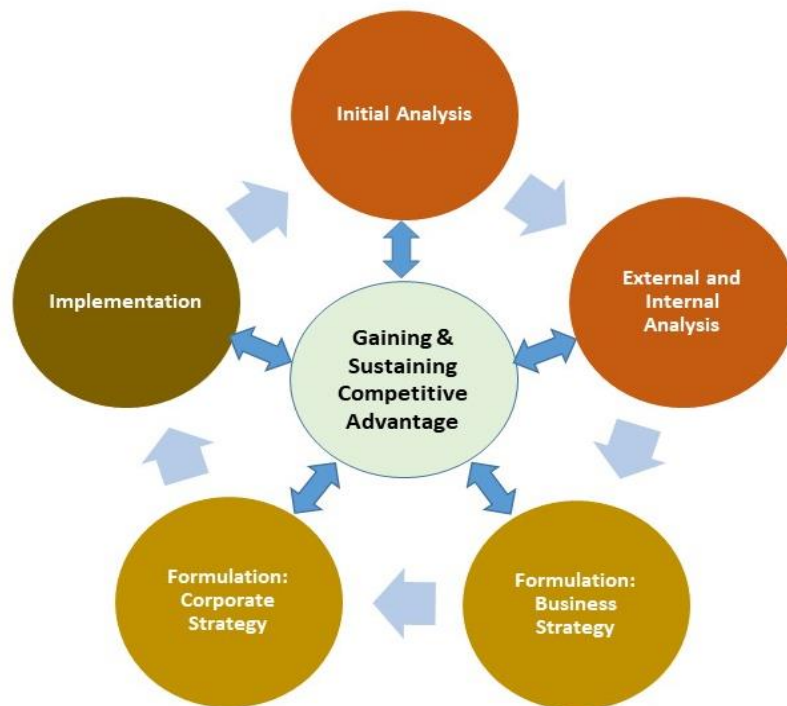 Initial Analysis
External and
Internal
Analysis
Implementation
Gaining &
Sustaining
Competitive
Advantage
Formulation:
Corporate
Strategy
Formulation:
Business
Strategy